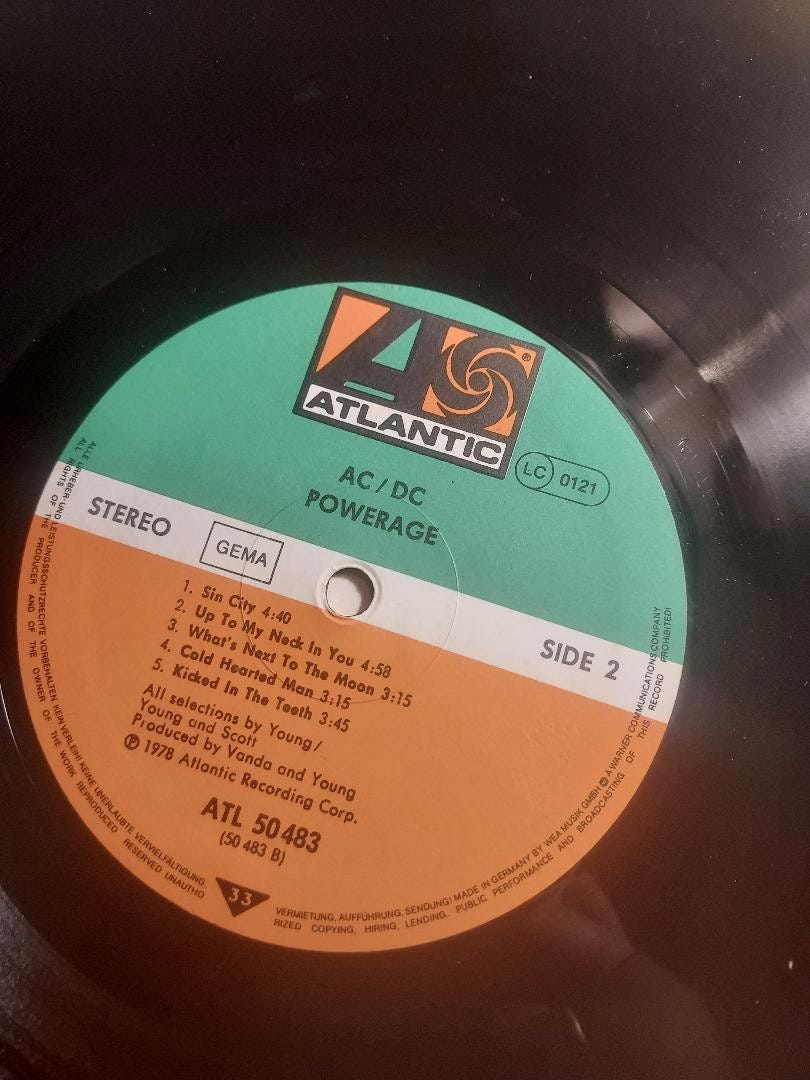 ATLANTIC
®
LC 0121
AC/DC
POWERAGE
STEREO
GEMA
SIDE 2
1. Sin City 4:40
2. Up To My Neck In You 4:58
3. What's Next To The Moon 3:15
4. Cold Hearted Man 3:15
5. Kicked In The Teeth 3:45
All selections by Young/
Young and Scott
Produced by Vanda and Young
℗ 1978 Atlantic Recording Corp.
ATL 50 483
(50 483 B)
33
ALLE URHEBER- UND LEISTUNGSSCHUTZRECHTE VORBEHALTEN KEIN VERLEIH! KEINE UNERLAUBTE VERVIELFÄLTIGUNG,
VERMIETUNG, AUFFÜHRUNG, SENDUNG! MADE IN GERMANY BY WEA MUSIK GMBH A WARNER COMMUNICATIONS COMPANY
ALL RIGHTS OF THE PRODUCER AND OF THE OWNER OF THE WORK REPRODUCED RESERVED UNAUTHO
RIZED COPYING, HIRING, LENDING, PUBLIC PERFORMANCE AND BROADCASTING OF THIS RECORD PROHIBITED!